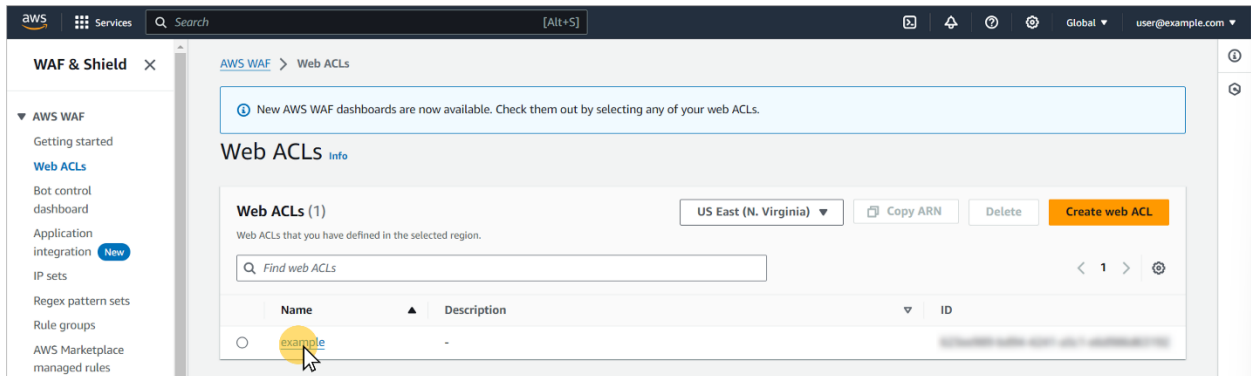 aws
Services
Search
[Alt+S]
Global
user@example.com
WAF & Shield
AWS WAF
Getting started
Web ACLs
Bot control
dashboard
Application
integration New
IP sets
Regex pattern sets
Rule groups
AWS Marketplace
managed rules
AWS WAF > Web ACLs
New AWS WAF dashboards are now available. Check them out by selecting any of your web ACLs.
Web ACLs Info
Web ACLs (1)
US East (N. Virginia)
Copy ARN
Delete
Create web ACL
Web ACLs that you have defined in the selected region.
Find web ACLs
< 1 >
Name
Description
ID
example
-